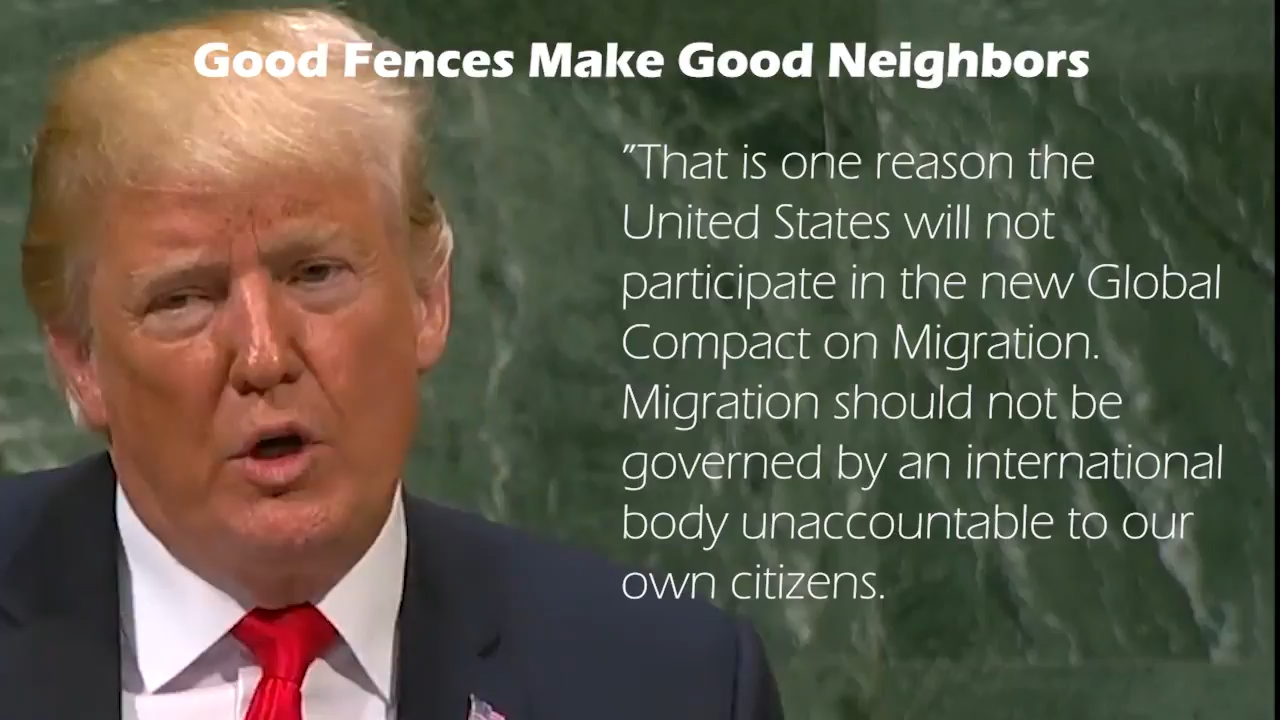 Good Fences Make Good Neighbors
"That is one reason the
United States will not
participate in the new Global
Compact on Migration.
Migration should not be
governed by an international
body unaccountable to our
own citizens.